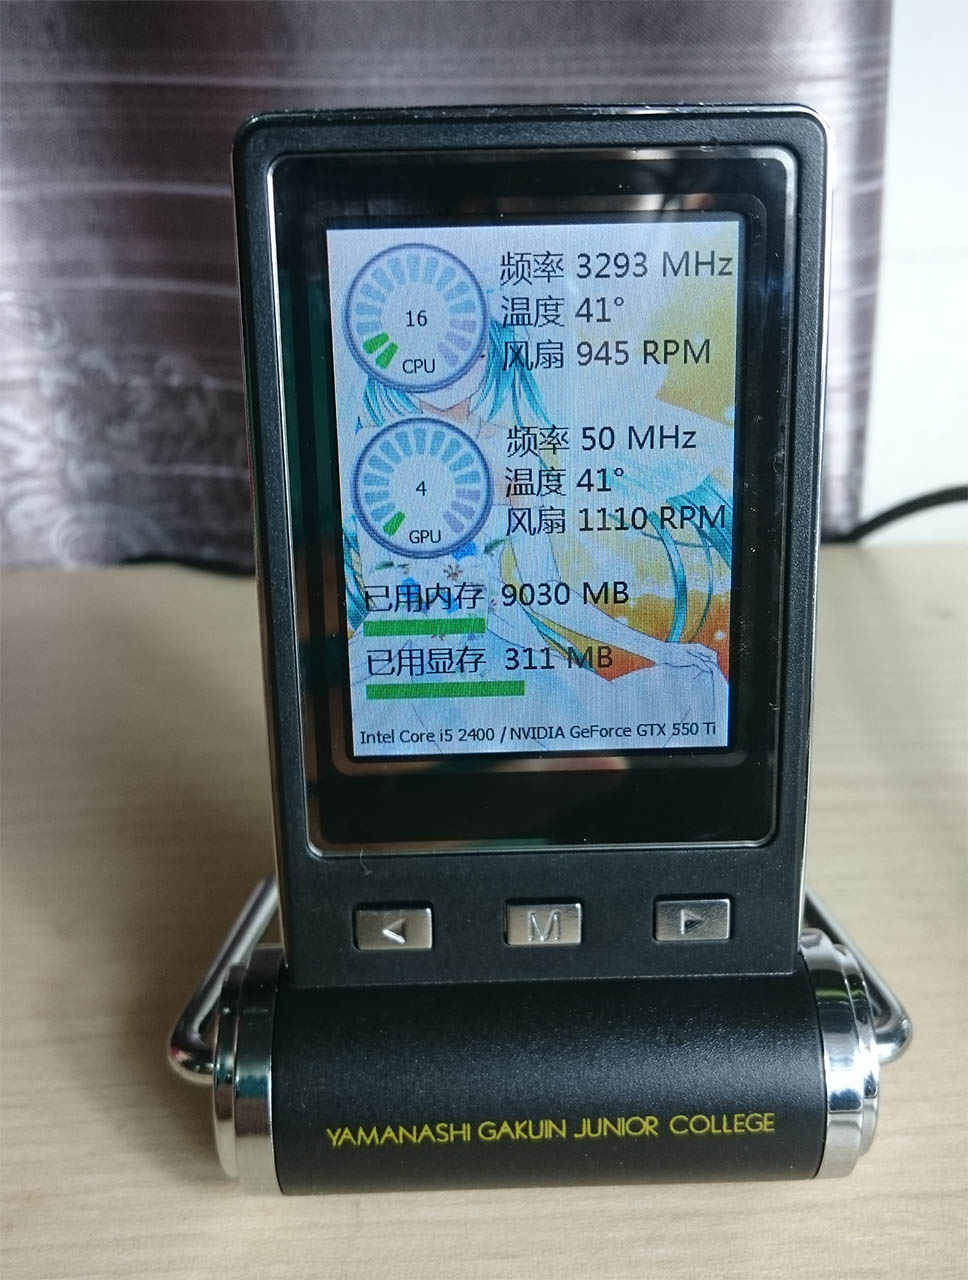 频率 3293 MHz
16
温度 41°
CPU
风扇 945 RPM
频率 50 MHz
4
温度 41°
GPU
风扇 1110 RPM
已用内存 9030 MB
已用显存 311 MB
Intel Core i5 2400 / NVIDIA GeForce GTX 550 Ti
M
YAMANASHI GAKUIN JUNIOR COLLEGE